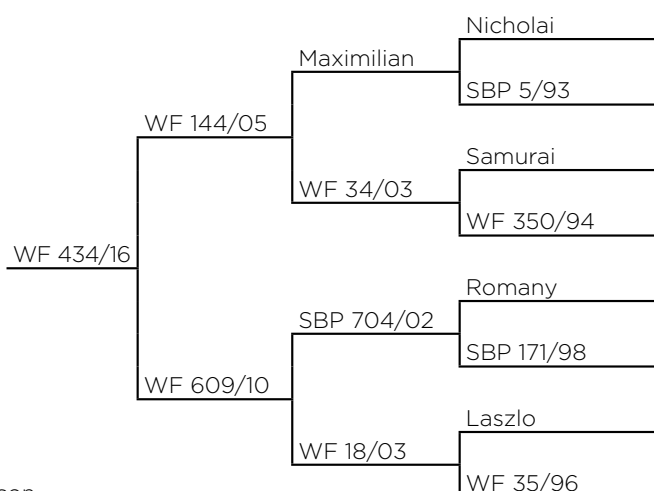 Nicholai
Maximilian
SBP 5/93
WF 144/05
Samurai
WF 34/03
WF 350/94
WF 434/16
Romany
SBP 704/02
SBP 171/98
WF 609/10
Laszlo
WF 18/03
WF 35/96